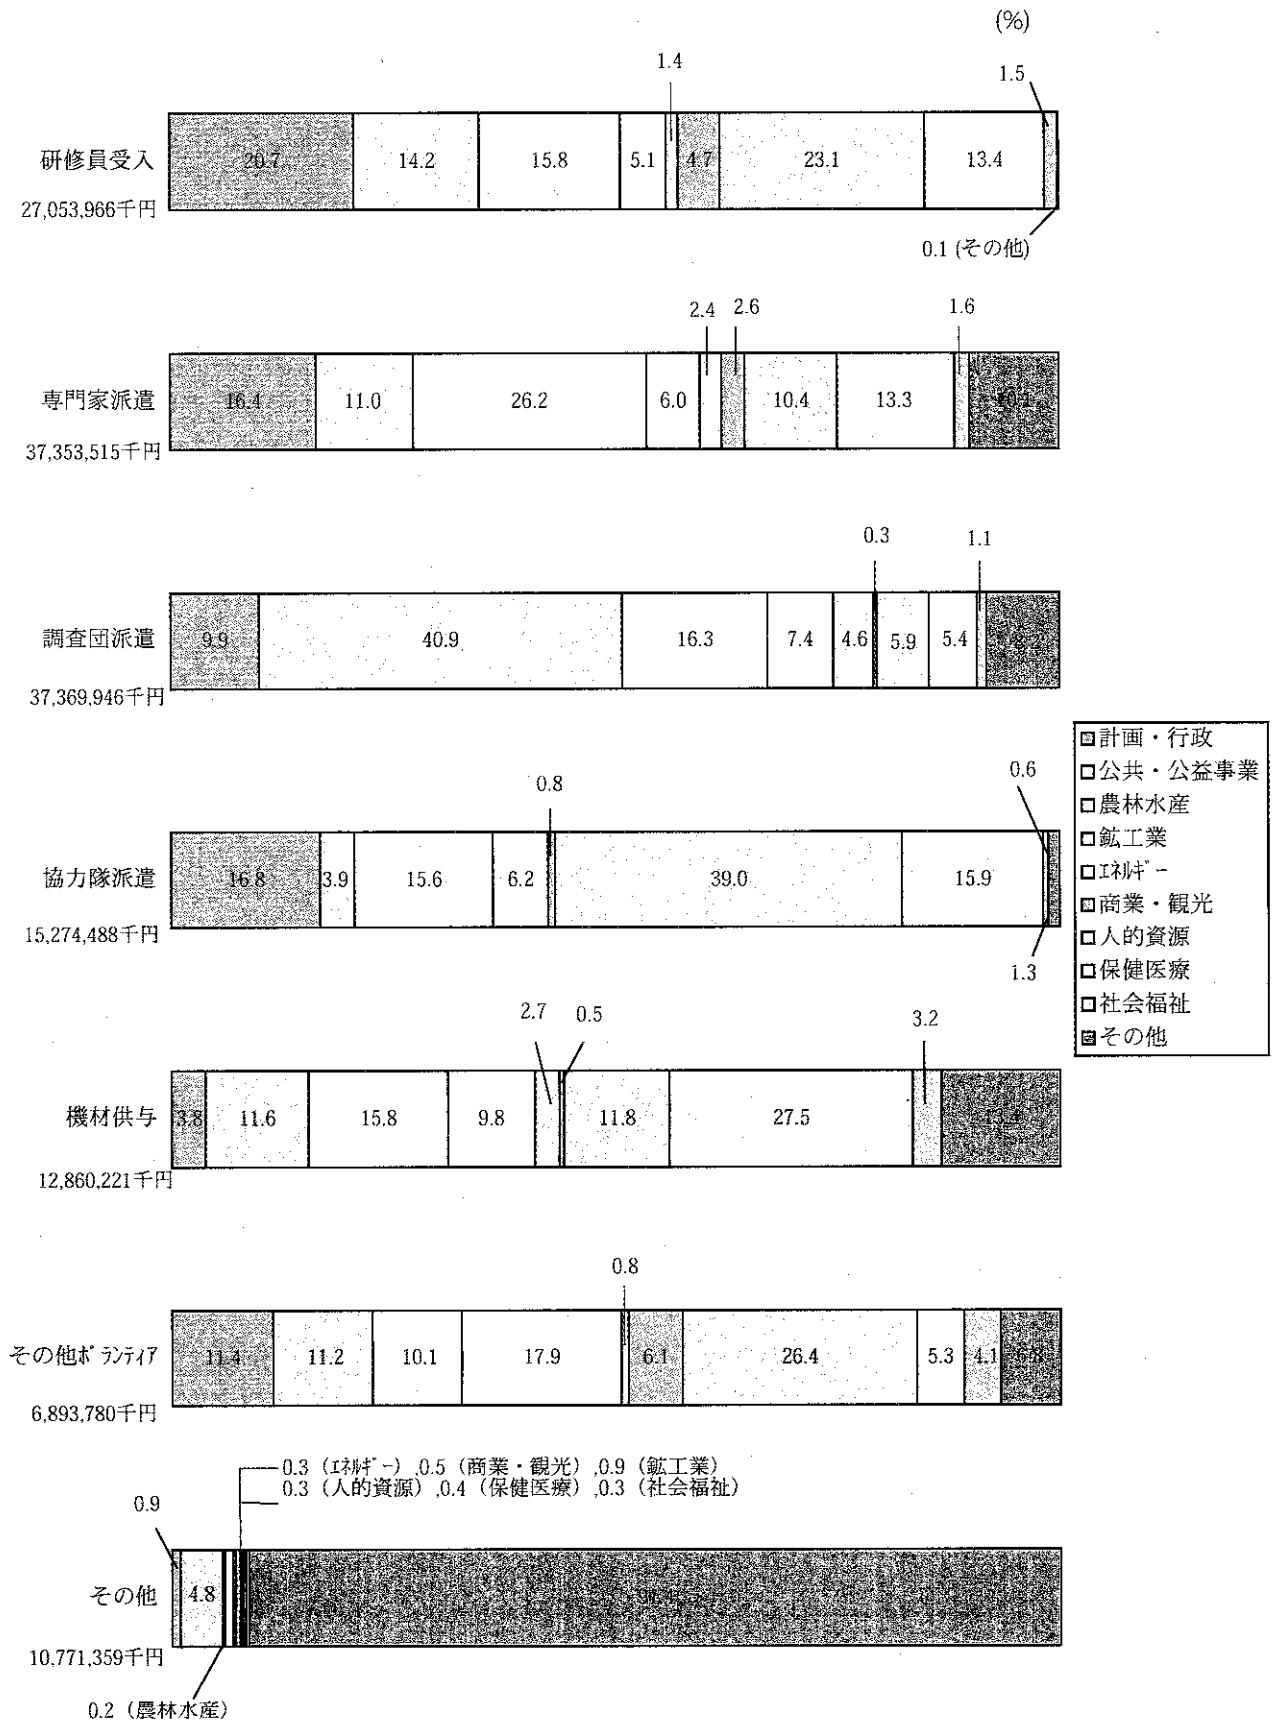 (%)
1.4
1.5
研修員受入
20.7 14.2 15.8 5.1 4.7 23.1 13.4
27,053,966千円
0.1 (その他)
2.4 2.6 1.6
専門家派遣
16.4 11.0 26.2 6.0 10.4 13.3 10.1
37,353,515千円
0.3 1.1
調査団派遣
9.9 40.9 16.3 7.4 4.6 5.9 5.4
37,369,946千円
計画・行政
公共・公益事業
農林水産
鉱工業
エネルギー
商業・観光
人的資源
保健医療
社会福祉
その他
0.8 0.6
協力隊派遣
16.8 3.9 15.6 6.2 39.0 15.9
15,274,488千円
1.3
2.7 0.5 3.2
機材供与
3.8 11.6 15.8 9.8 11.8 27.5
12,860,221千円
0.8
その他ボランティア
11.4 11.2 10.1 17.9 6.1 26.4 5.3 4.1
6,893,780千円
0.3 (エネルギー) ,0.5 (商業・観光) ,0.9 (鉱工業)
0.3 (人的資源) ,0.4 (保健医療) ,0.3 (社会福祉)
0.9
その他
4.8
10,771,359千円
0.2 (農林水産)